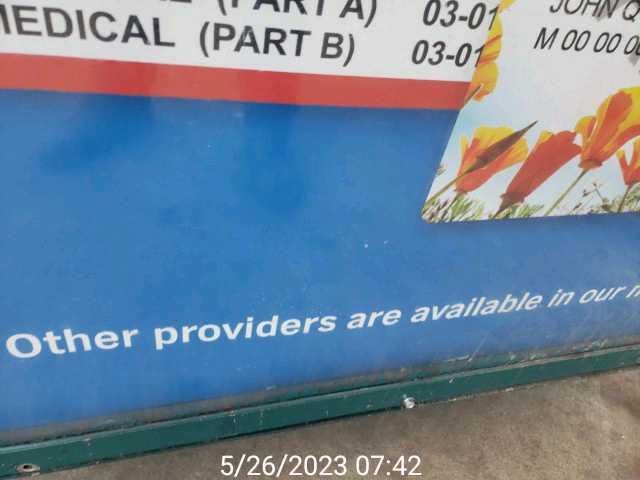 (PART A) 03-01
MEDICAL (PART B) 03-01
JOHN Q
M 00 00 00
Other providers are available in our
5/26/2023 07:42